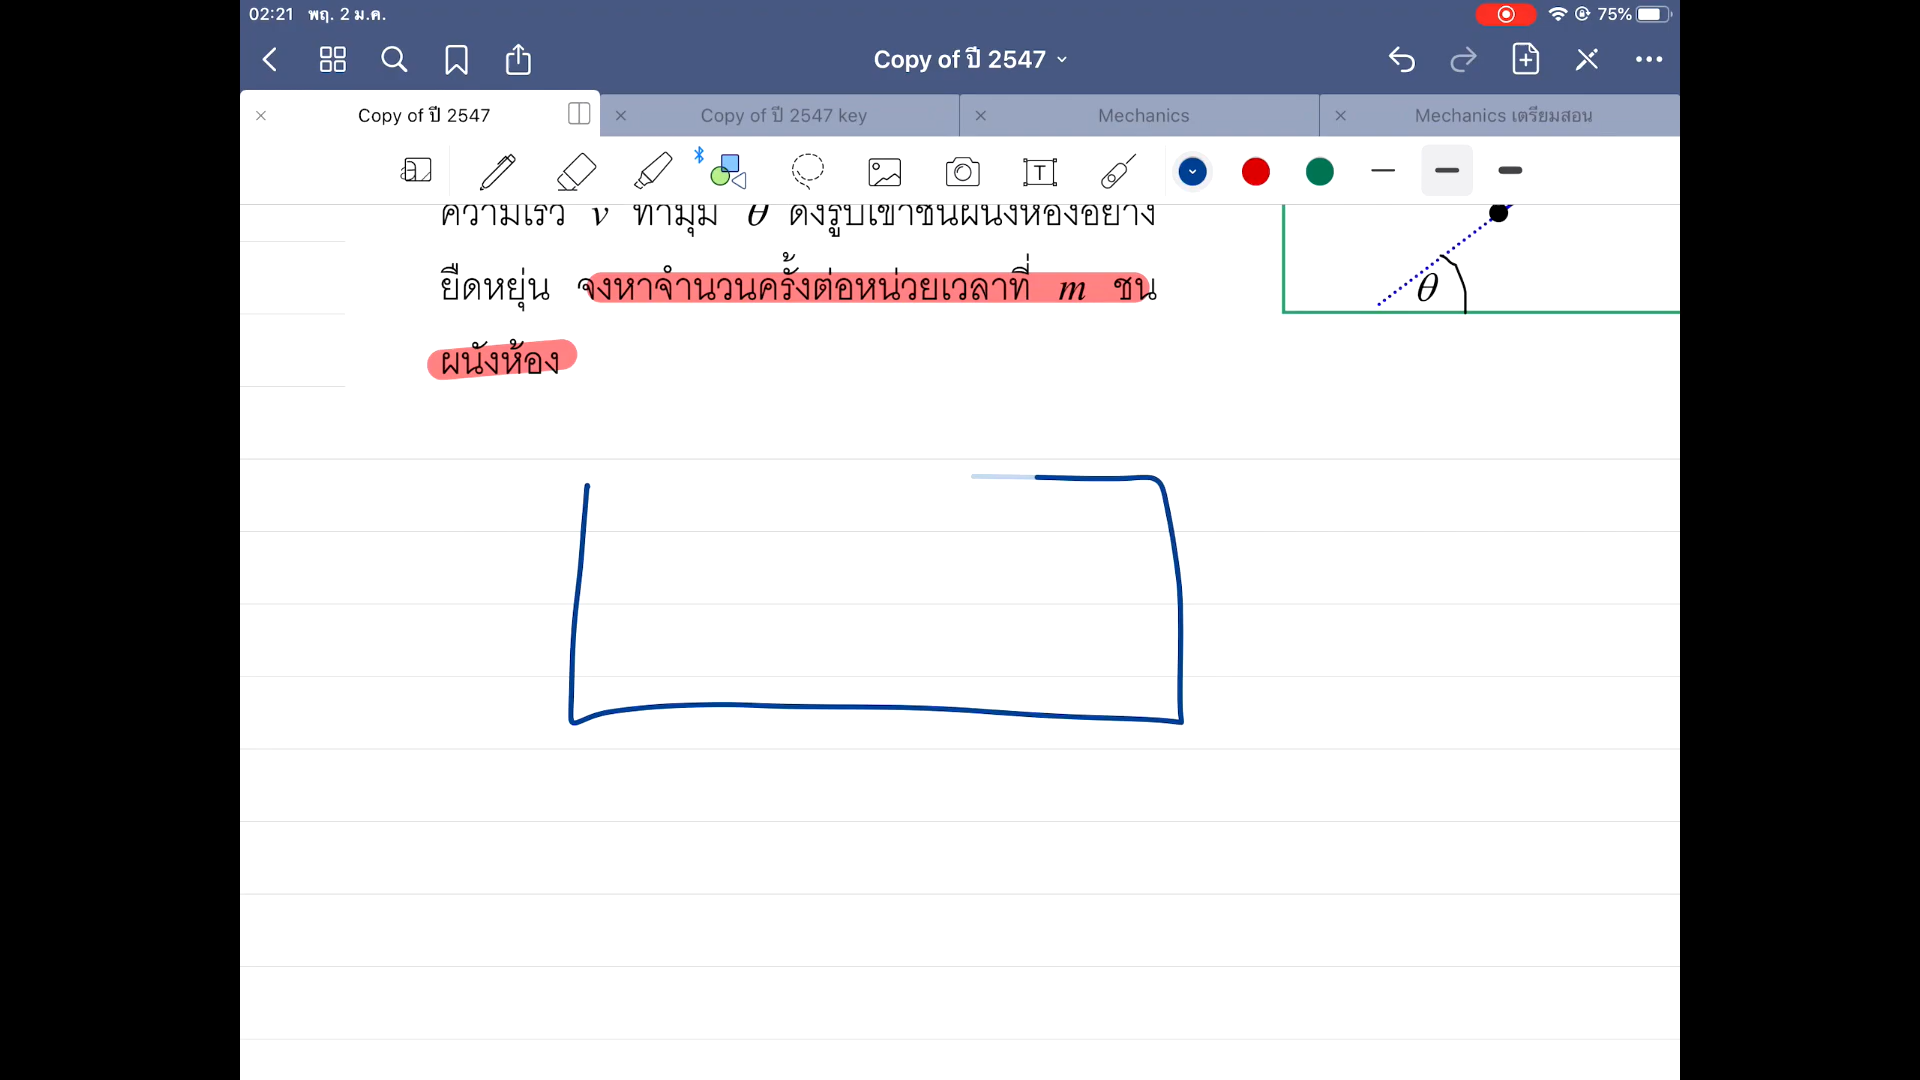 02:21 พฤ. 2 ม.ค. 75%
Copy of ปี 2547
Copy of ปี 2547 Copy of ปี 2547 key Mechanics Mechanics เตรียมสอน
ความเร็ว v ทำมุม θ ดังรูปเข้าชนผนังห้องอย่าง
ยืดหยุ่น จงหาจำนวนครั้งต่อหน่วยเวลาที่ m ชน
ผนังห้อง
θ